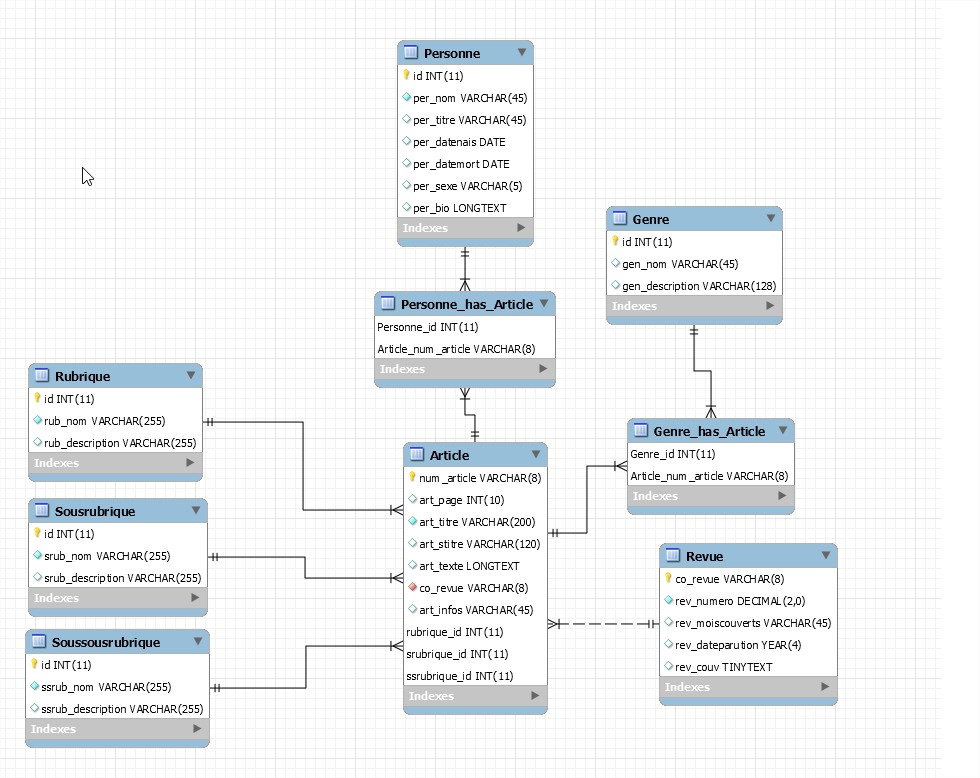 Personne
id INT(11)
per_nom VARCHAR(45)
per_titre VARCHAR(45)
per_datenais DATE
per_datemort DATE
per_sexe VARCHAR(5)
per_bio LONGTEXT
Indexes
Genre
id INT(11)
gen_nom VARCHAR(45)
gen_description VARCHAR(128)
Indexes
Personne_has_Article
Personne_id INT(11)
Article_num_article VARCHAR(8)
Indexes
Rubrique
id INT(11)
rub_nom VARCHAR(255)
rub_description VARCHAR(255)
Indexes
Genre_has_Article
Genre_id INT(11)
Article_num_article VARCHAR(8)
Indexes
Article
num_article VARCHAR(8)
art_page INT(10)
art_titre VARCHAR(200)
art_stitre VARCHAR(120)
art_texte LONGTEXT
co_revue VARCHAR(8)
art_infos VARCHAR(45)
rubrique_id INT(11)
srubrique_id INT(11)
ssrubrique_id INT(11)
Indexes
Sousrubrique
id INT(11)
srub_nom VARCHAR(255)
srub_description VARCHAR(255)
Indexes
Revue
co_revue VARCHAR(8)
rev_numero DECIMAL(2,0)
rev_moiscouverts VARCHAR(45)
rev_dateparution YEAR(4)
rev_couv TINYTEXT
Indexes
Soussousrubrique
id INT(11)
ssrub_nom VARCHAR(255)
ssrub_description VARCHAR(255)
Indexes